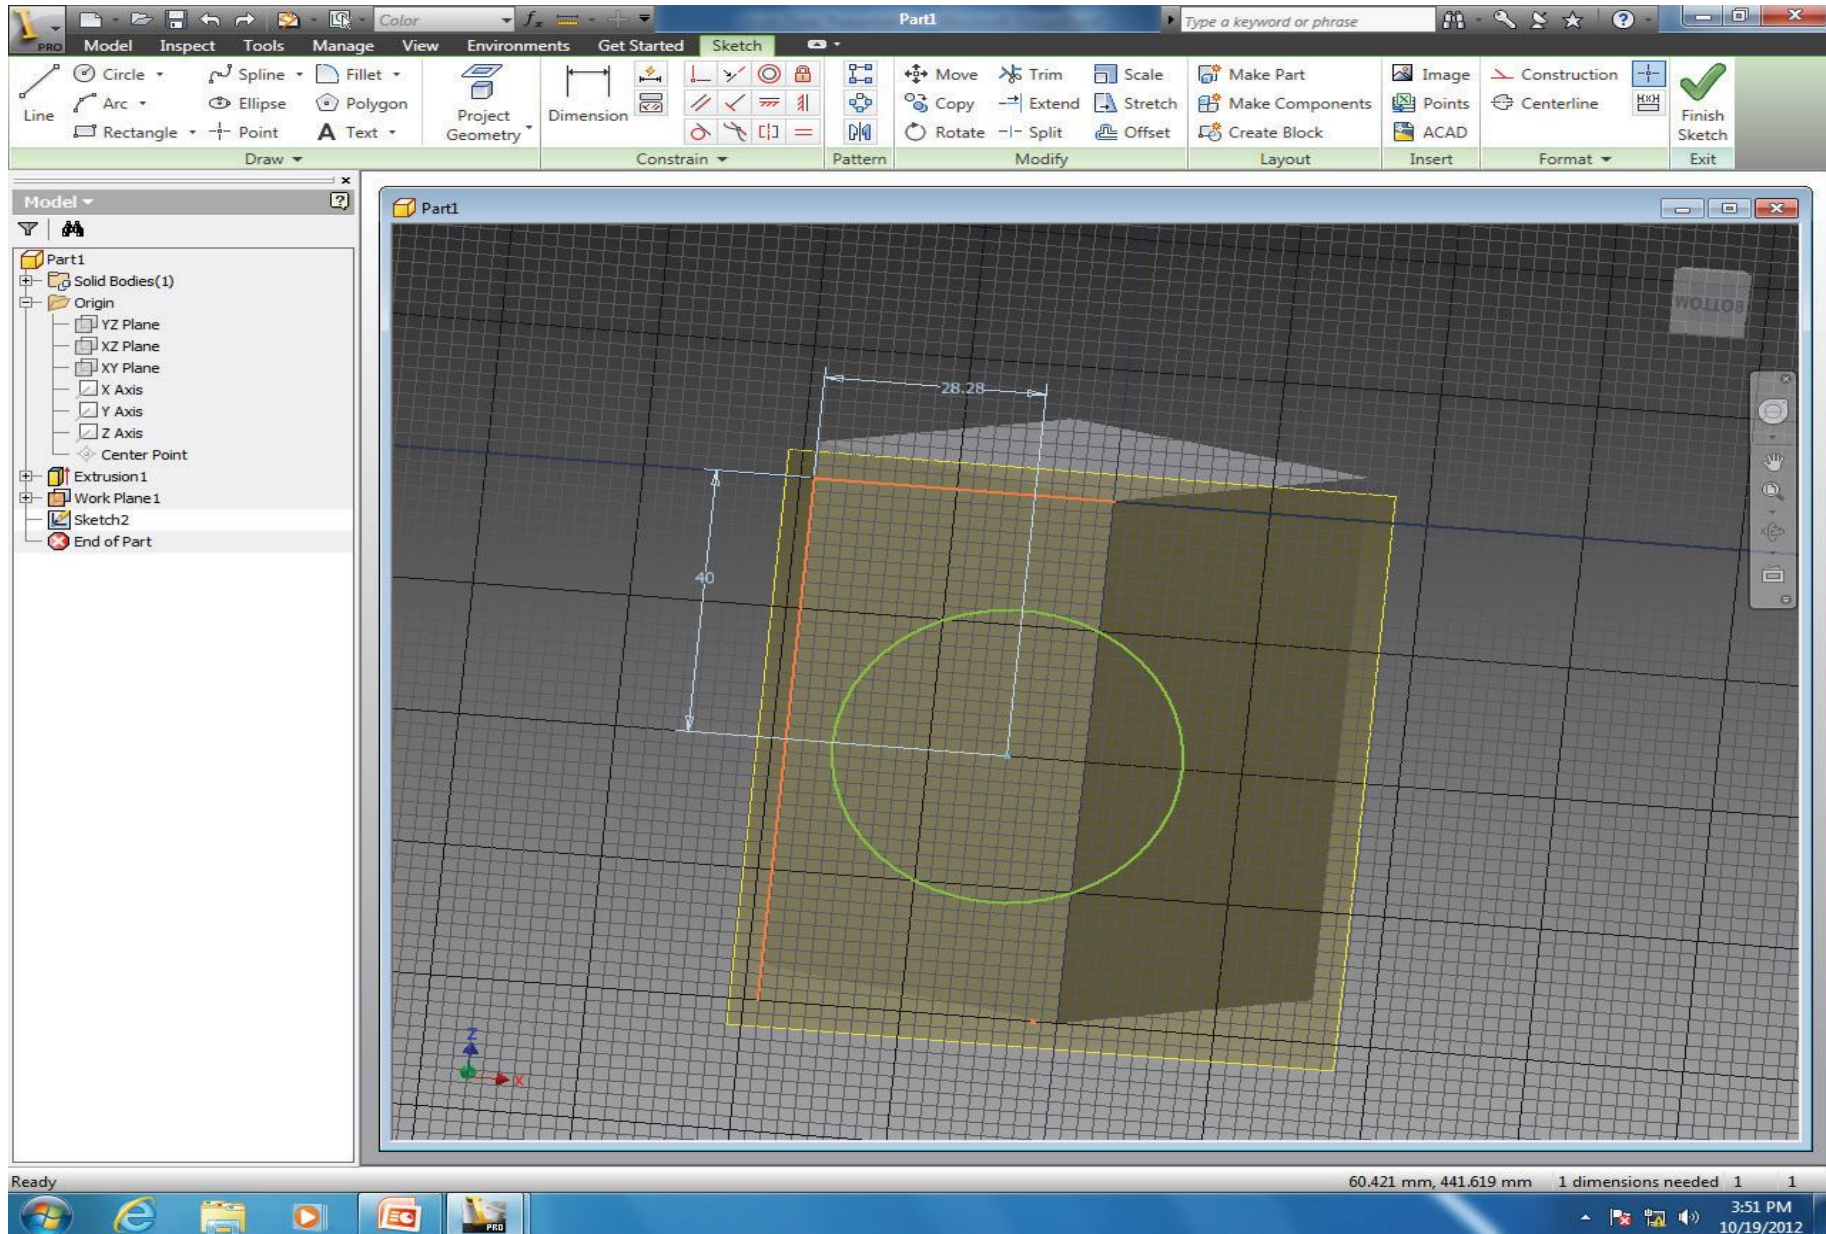 Color fx Part1 Type a keyword or phrase
PRO Model Inspect Tools Manage View Environments Get Started Sketch
Circle Spline Fillet Move Trim Scale Make Part Image Construction
Line Arc Ellipse Polygon Project Geometry Dimension Copy Extend Stretch Make Components Points Centerline Finish Sketch
Rectangle Point A Text Rotate Split Offset Create Block ACAD
Draw Constrain Pattern Modify Layout Insert Format Exit
Model
Part1
Solid Bodies(1)
Origin
YZ Plane
XZ Plane
XY Plane
X Axis
Y Axis
Z Axis
Center Point
Extrusion1
Work Plane1
Sketch2
End of Part
Part1
BOTTOM
28.28
40
Z
X
Ready 60.421 mm, 441.619 mm 1 dimensions needed 1 1
PRO
3:51 PM
10/19/2012